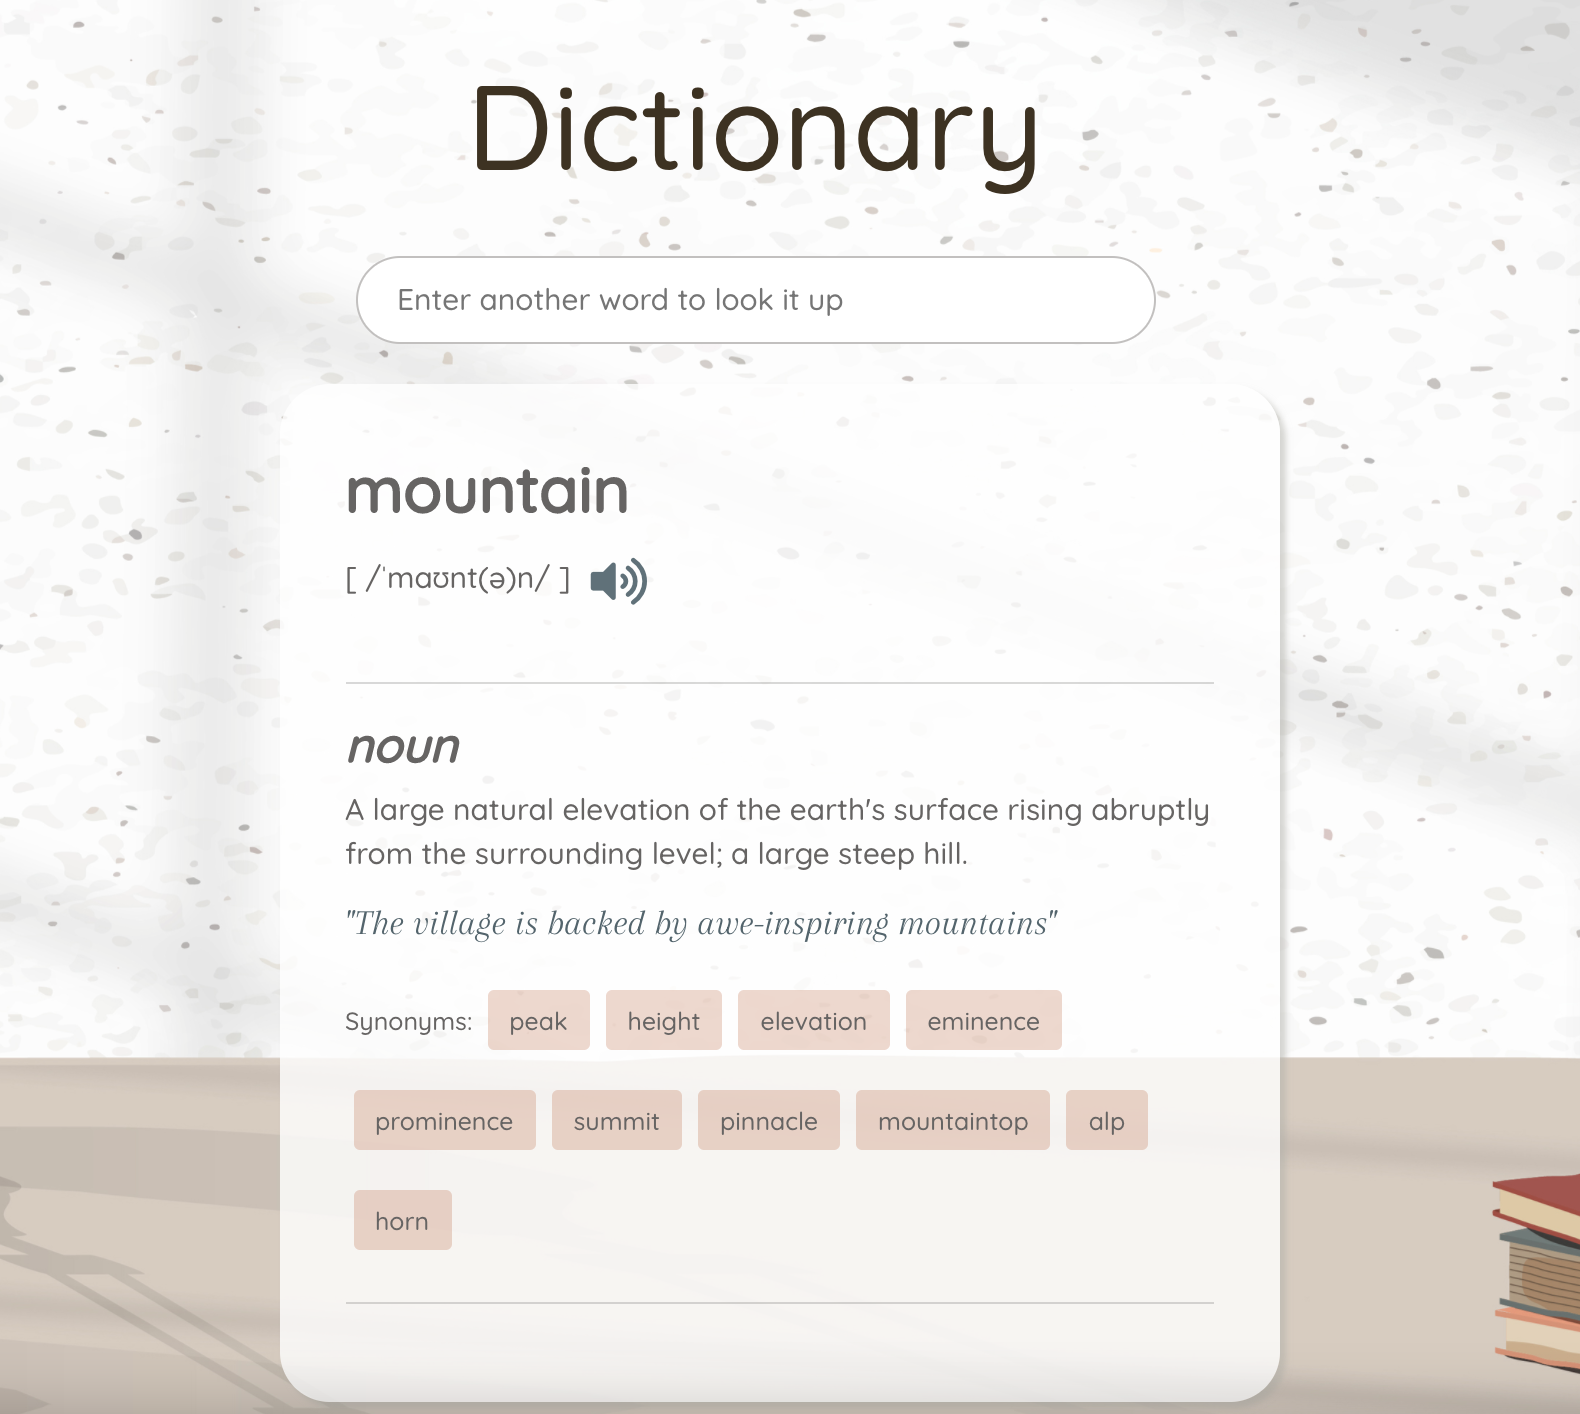 Dictionary
Enter another word to look it up
mountain
[ /ˈmaʊnt(ə)n/ ]
noun
A large natural elevation of the earth's surface rising abruptly
from the surrounding level; a large steep hill.
"The village is backed by awe-inspiring mountains"
Synonyms: peak height elevation eminence
prominence summit pinnacle mountaintop alp
horn